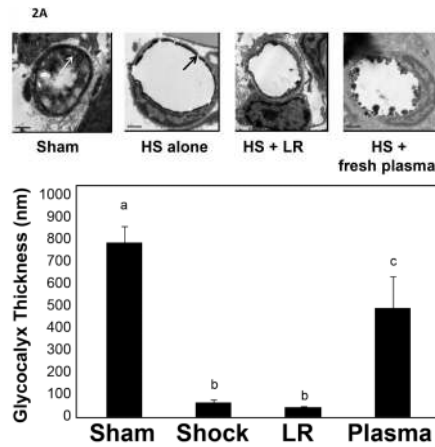 2A
Sham
HS alone
HS + LR
HS +
fresh plasma
Glycocalyx Thickness (nm)
1000
900
800
700
600
500
400
300
200
100
0
a
b
b
c
Sham Shock LR Plasma